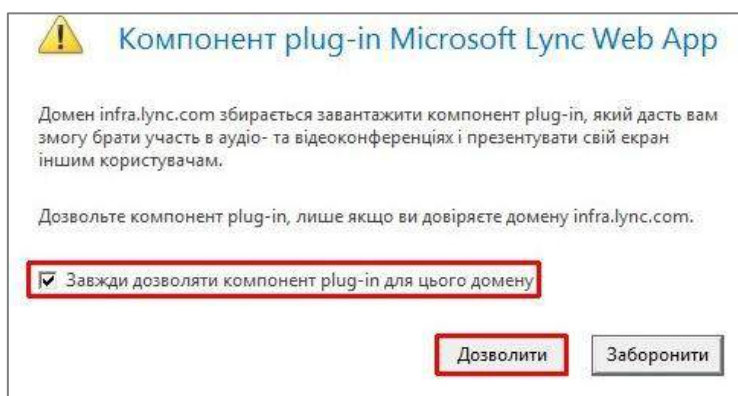 Компонент plug-in Microsoft Lync Web App
Домен infra.lync.com збирається завантажити компонент plug-in, який дасть вам
змогу брати участь в аудіо- та відеоконференціях і презентувати свій екран
іншим користувачам.
Дозвольте компонент plug-in, лише якщо ви довіряєте домену infra.lync.com.
Завжди дозволяти компонент plug-in для цього домену
Дозволити Заборонити